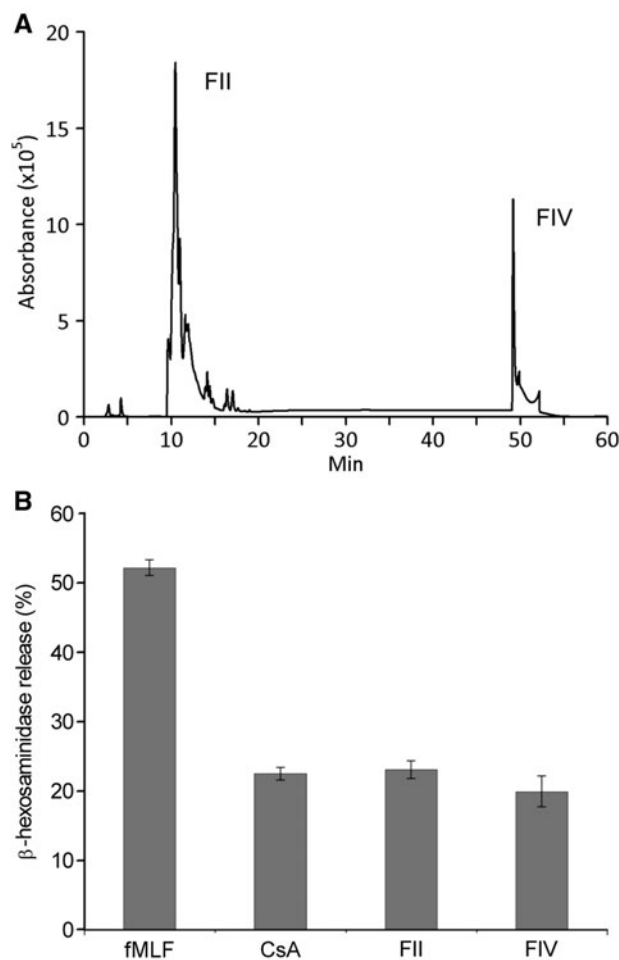 A
20
15
10
5
0
Absorbance (x10⁵)
FII
FIV
0 10 20 30 40 50 60
Min
B
60
50
40
30
20
10
0
β-hexosaminidase release (%)
fMLF CsA FII FIV